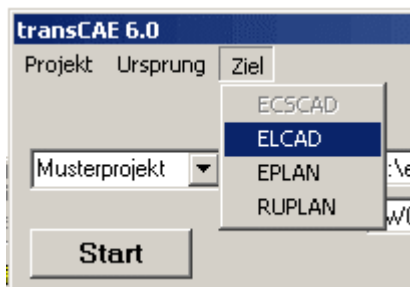 transCAE 6.0
Projekt Ursprung Ziel
ECSCAD
ELCAD
EPLAN
RUPLAN
Musterprojekt
Start